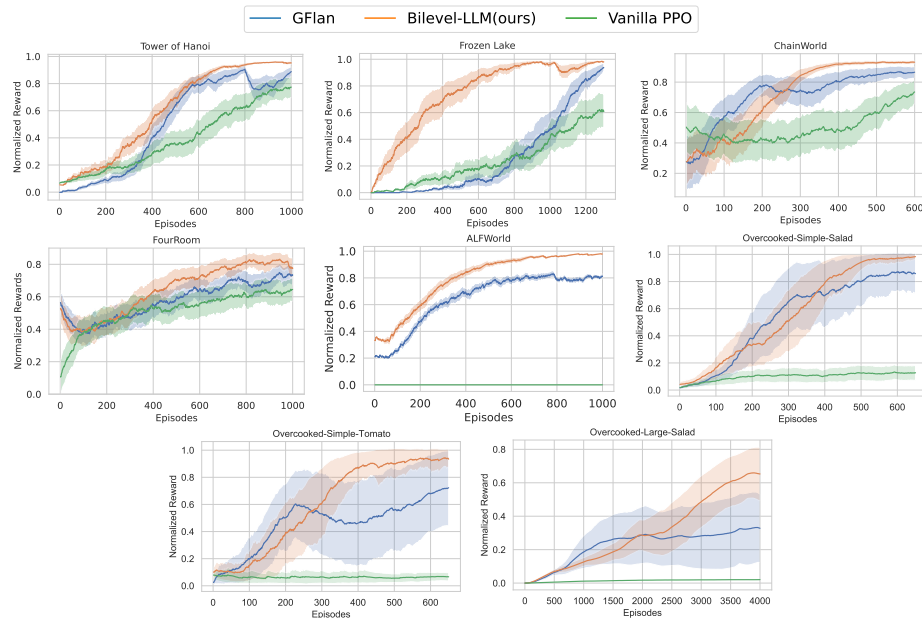 GFlan Bilevel-LLM(ours) Vanilla PPO
Tower of Hanoi
Normalized Reward
1.0
0.8
0.6
0.4
0.2
0.0
0 200 400 600 800 1000
Episodes
Frozen Lake
Normalized Reward
1.0
0.8
0.6
0.4
0.2
0.0
0 200 400 600 800 1000 1200
Episodes
ChainWorld
Normalized Reward
0.8
0.6
0.4
0.2
0 100 200 300 400 500 600
Episodes
FourRoom
Normalized Rewards
0.8
0.6
0.4
0.2
0.0
0 200 400 600 800 1000
Episodes
ALFWorld
Normalized Reward
1.0
0.8
0.6
0.4
0.2
0.0
0 200 400 600 800 1000
Episodes
Overcooked-Simple-Salad
Normalized Reward
1.0
0.8
0.6
0.4
0.2
0.0
0 100 200 300 400 500 600
Episodes
Overcooked-Simple-Tomato
Normalized Reward
1.0
0.8
0.6
0.4
0.2
0.0
0 100 200 300 400 500 600
Episodes
Overcooked-Large-Salad
Normalized Reward
0.8
0.6
0.4
0.2
0.0
0 500 1000 1500 2000 2500 3000 3500 4000
Episodes